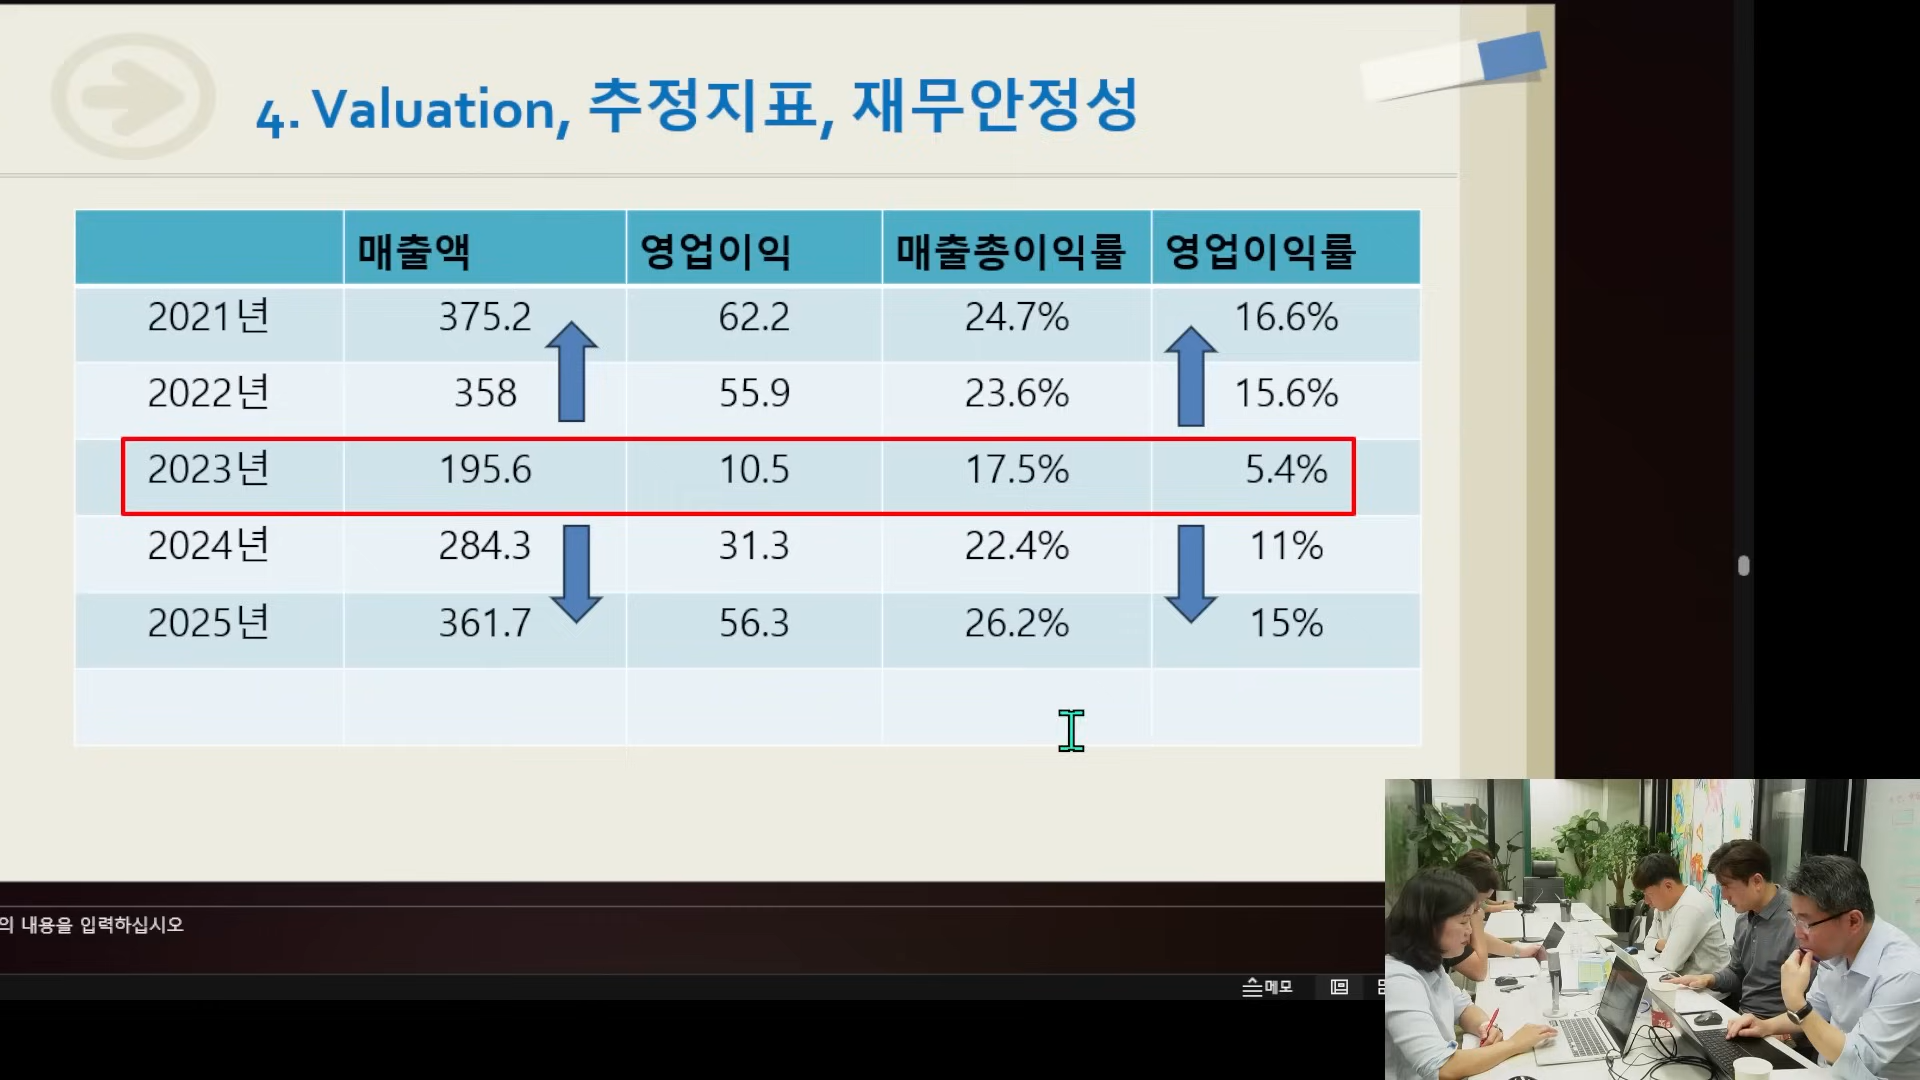 4. Valuation, 추정지표, 재무안정성
매출액 영업이익 매출총이익률 영업이익률
2021년 375.2 62.2 24.7% 16.6%
2022년 358 55.9 23.6% 15.6%
2023년 195.6 10.5 17.5% 5.4%
2024년 284.3 31.3 22.4% 11%
2025년 361.7 56.3 26.2% 15%
의 내용을 입력하십시오
메모